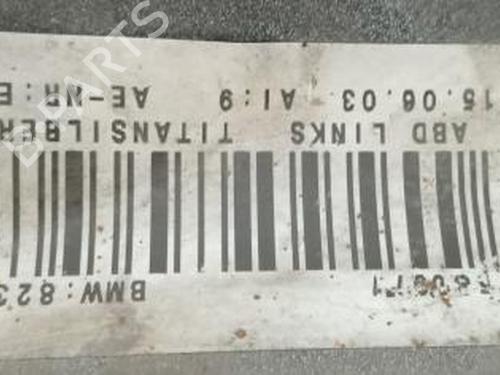 BMW:823
ABD LINKS TITANSILBER
15.06.03 AI:9 AE-NR:E
B-PARTS